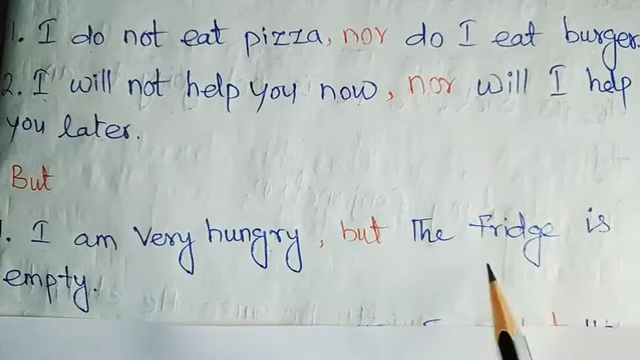 1. I do not eat pizza, nor do I eat burger.
2. I will not help you now, nor will I help
you later.
But
1. I am very hungry, but The fridge is
empty.